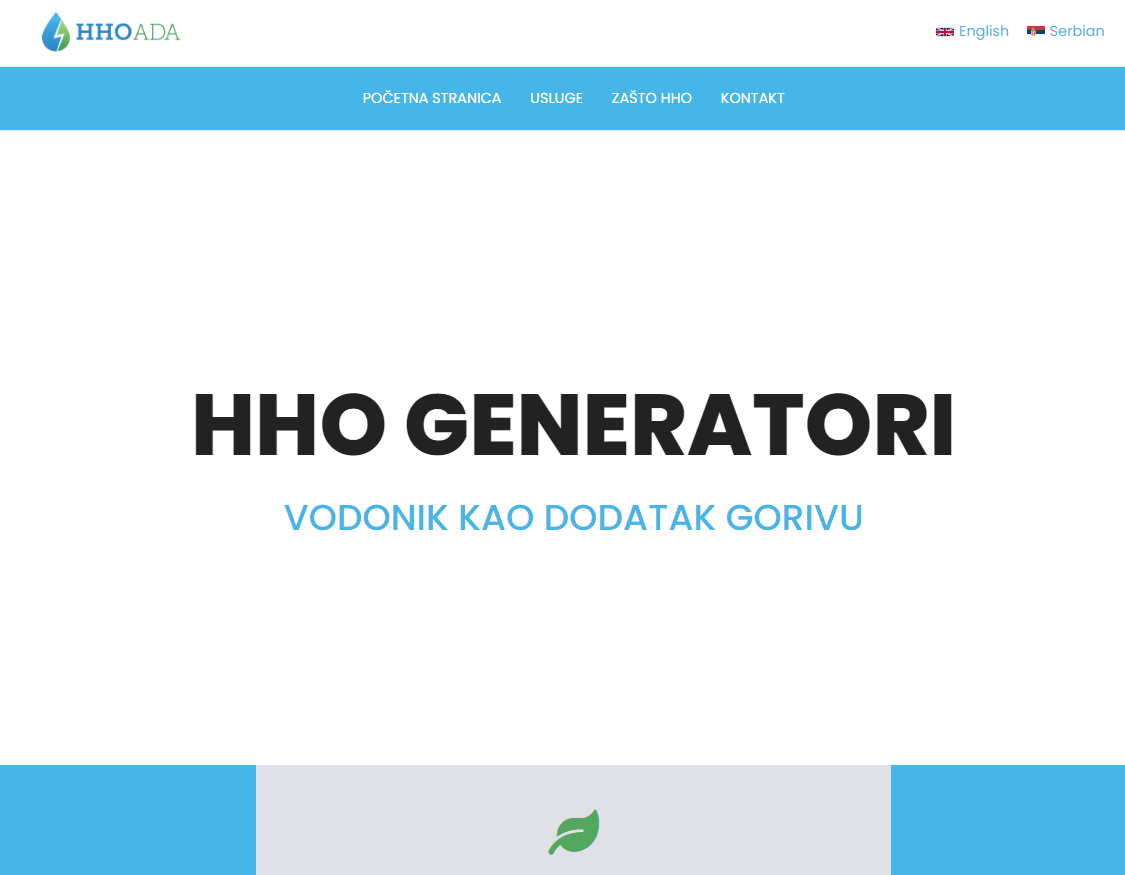 HHOADA
English Serbian
POČETNA STRANICA USLUGE ZAŠTO HHO KONTAKT
HHO GENERATORI
VODONIK KAO DODATAK GORIVU